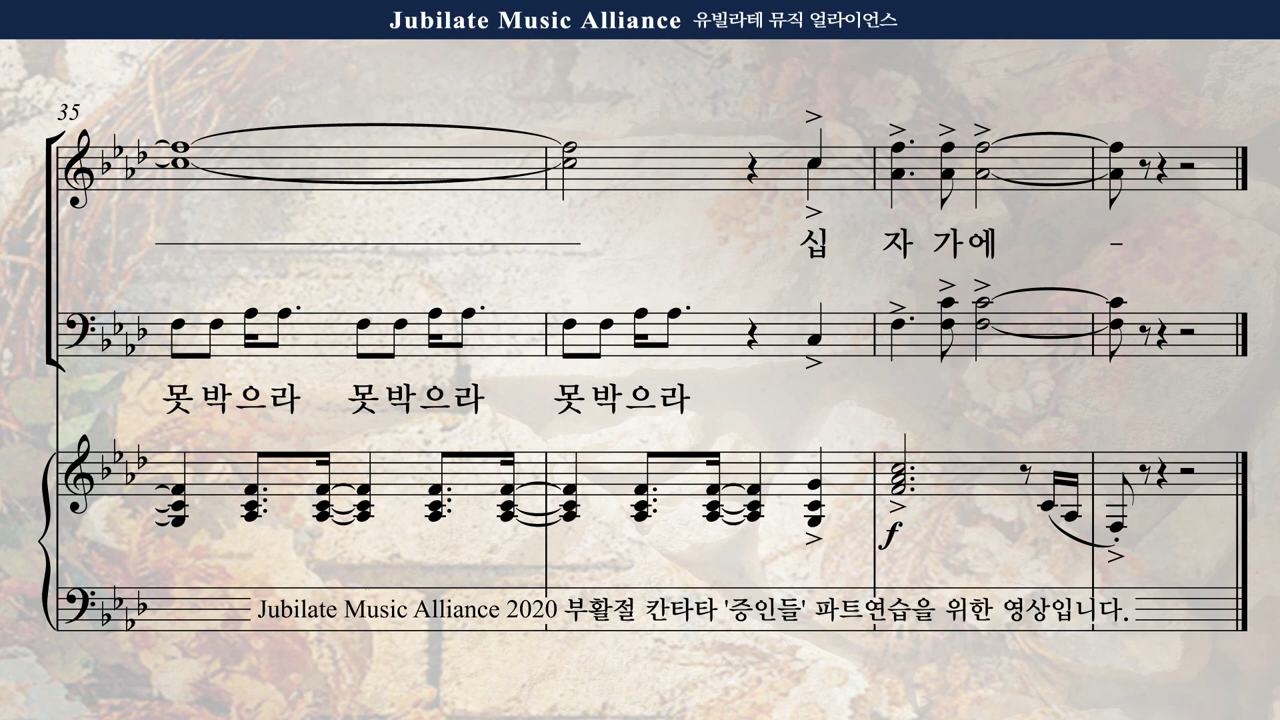 Jubilate Music Alliance 유빌라테 뮤직 얼라이언스
35
십 자 가에 –
못박으라 못박으라 못박으라
f
Jubilate Music Alliance 2020 부활절 칸타타 '증인들' 파트연습을 위한 영상입니다.